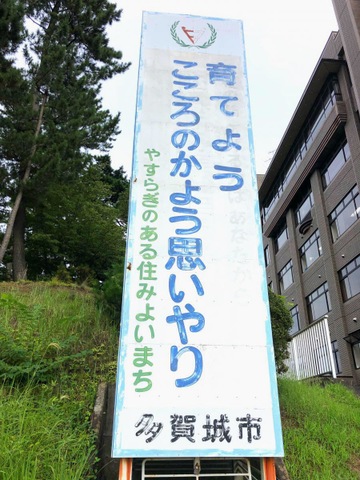 育てよう
こころのかよう思いやり
やすらぎのある住みよいまち
多賀城市